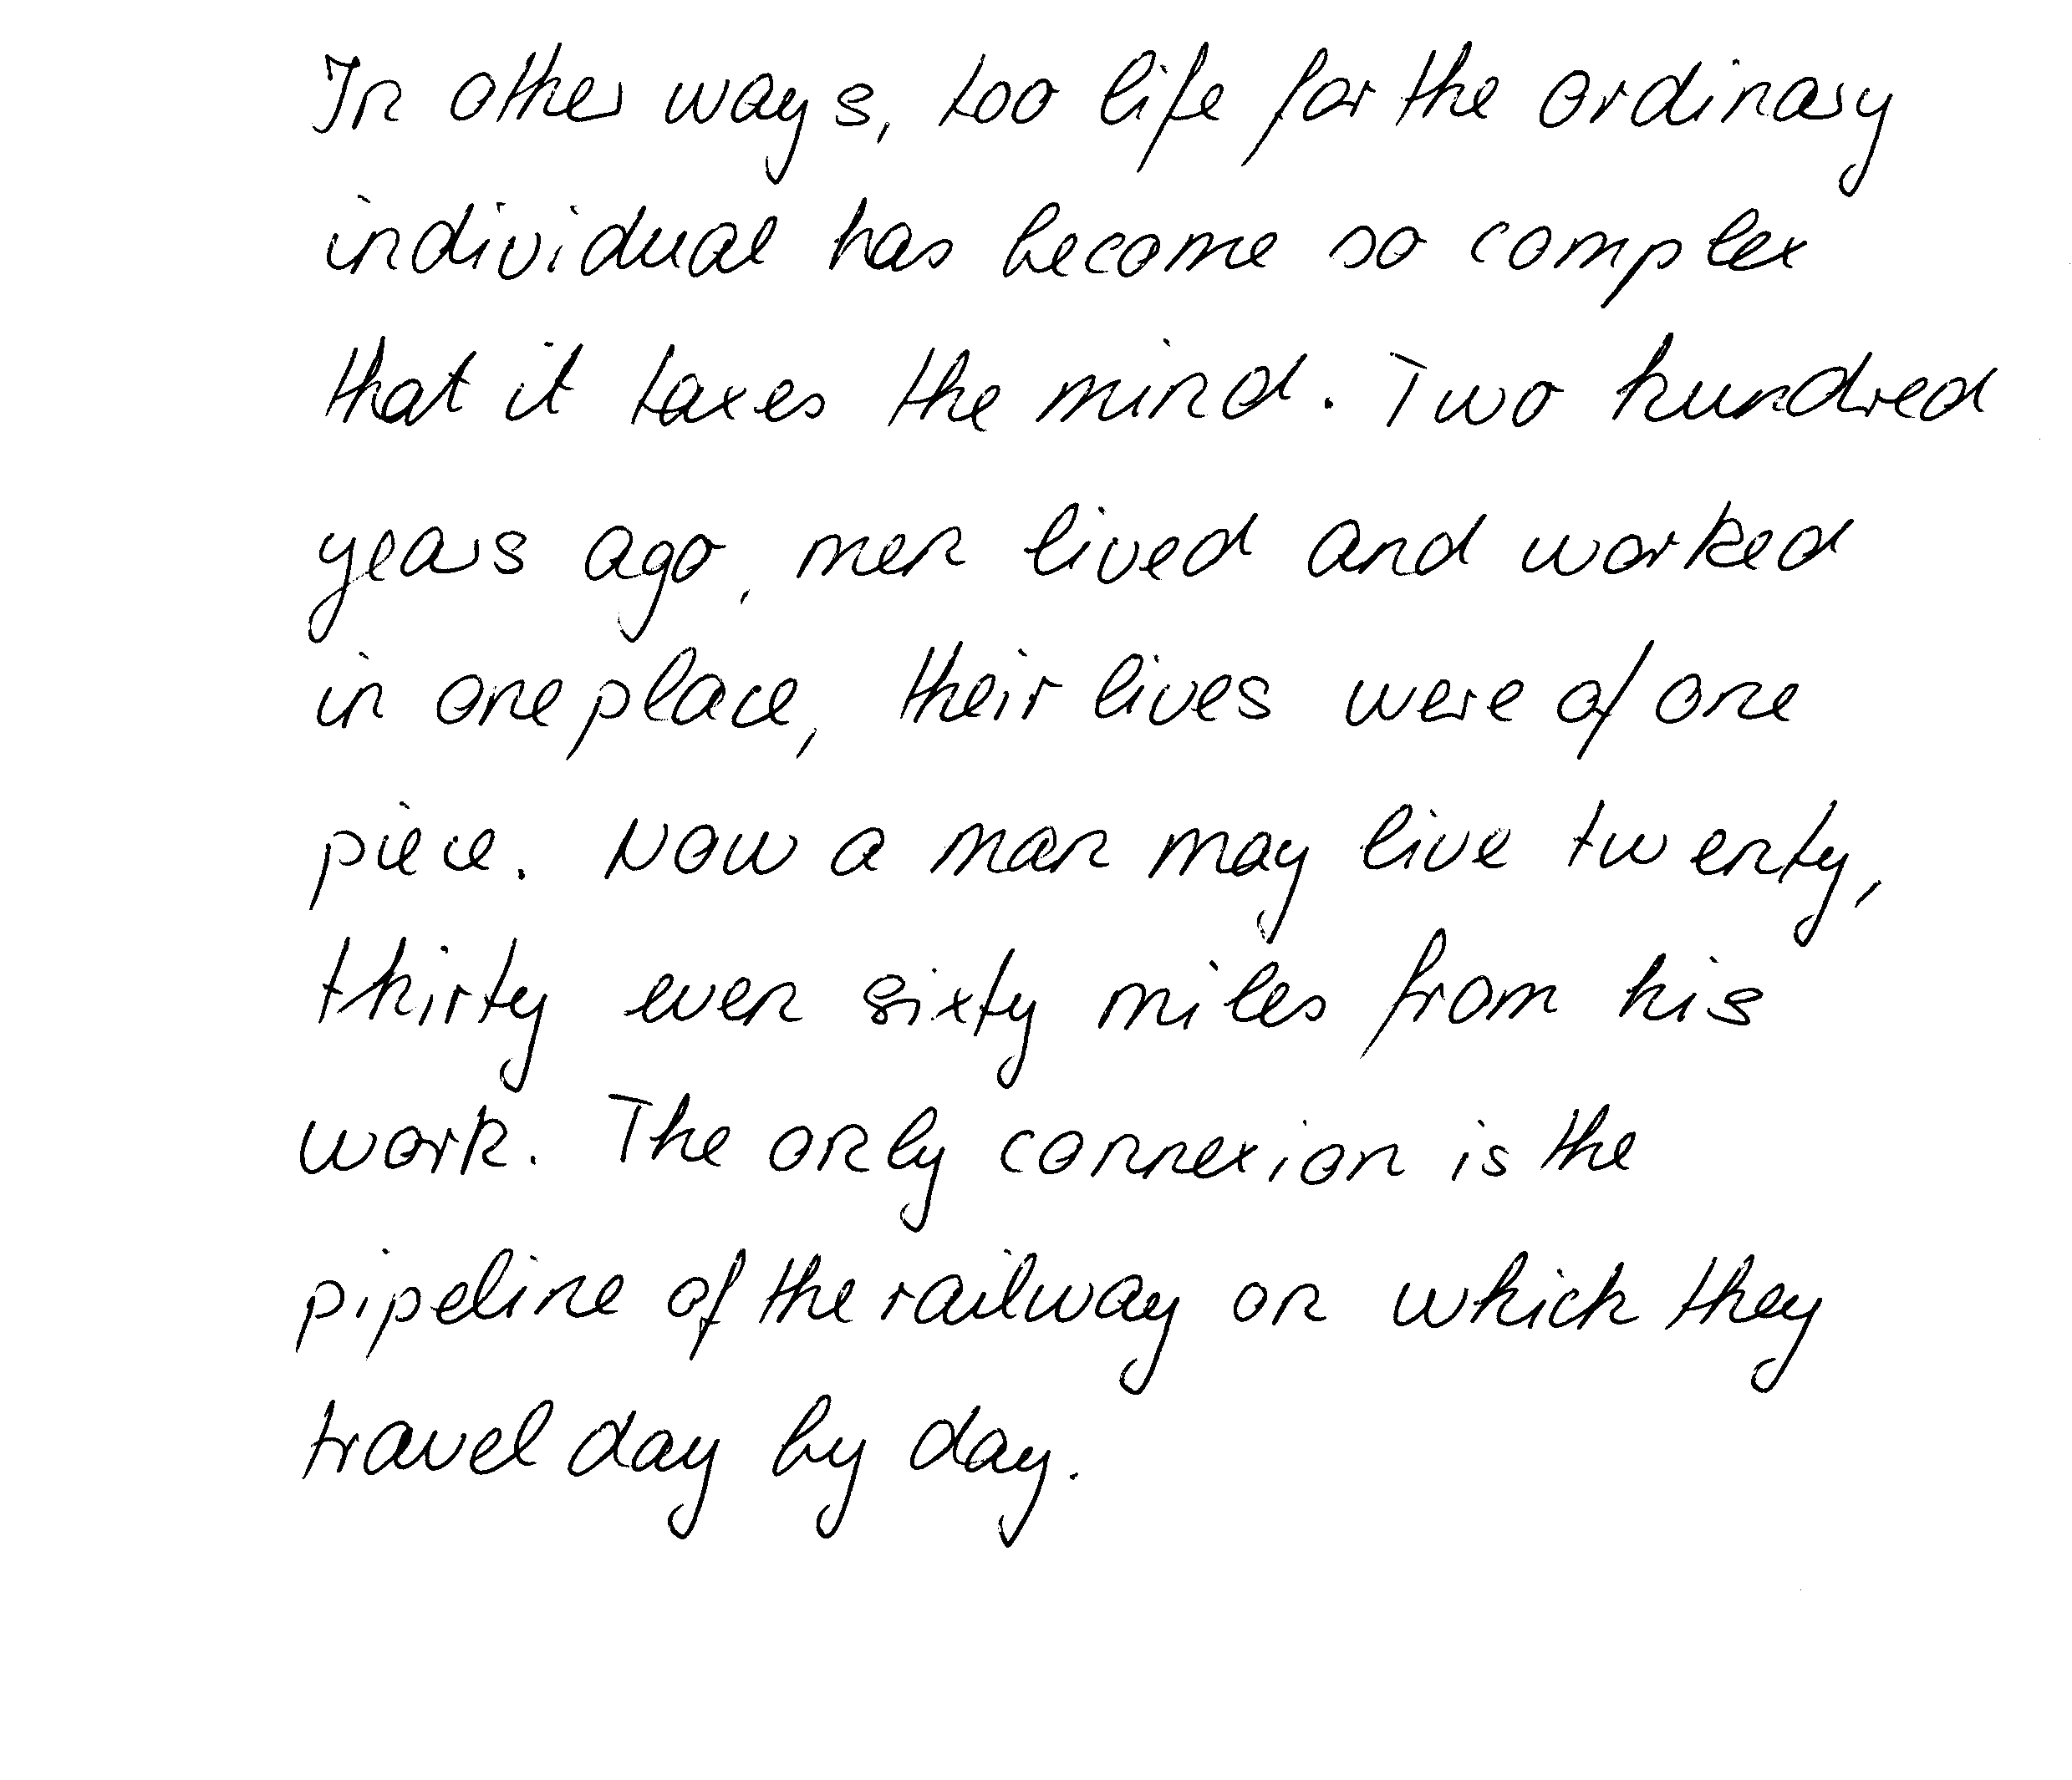 In other ways, too life for the ordinary
individual has become so complex
that it taxes the mind. Two hundred
years ago, men lived and worked
in one place, their lives were of one
piece. Now a man may live twenty,
thirty even sixty miles from his
work. The only connexion is the
pipeline of the railway on which they
travel day by day.